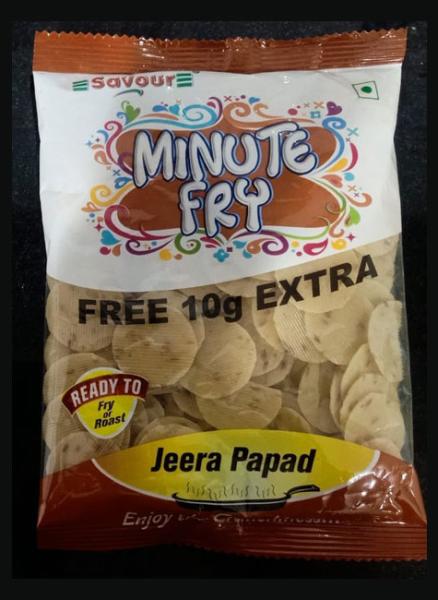 savour
MINUTE
FRY
FREE 10g EXTRA
READY TO
Fry
or
Roast
Jeera Papad
Enjoy